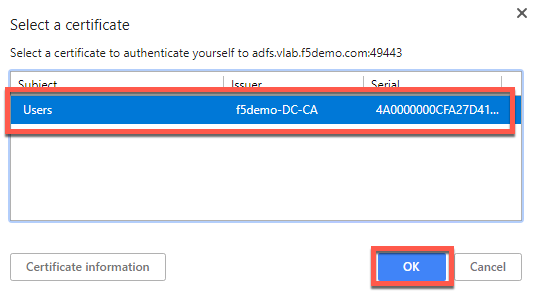 Select a certificate
Select a certificate to authenticate yourself to adfs.vlab.f5demo.com:49443
Subject Issuer Serial
Users f5demo-DC-CA 4A0000000CFA27D41...
Certificate information OK Cancel